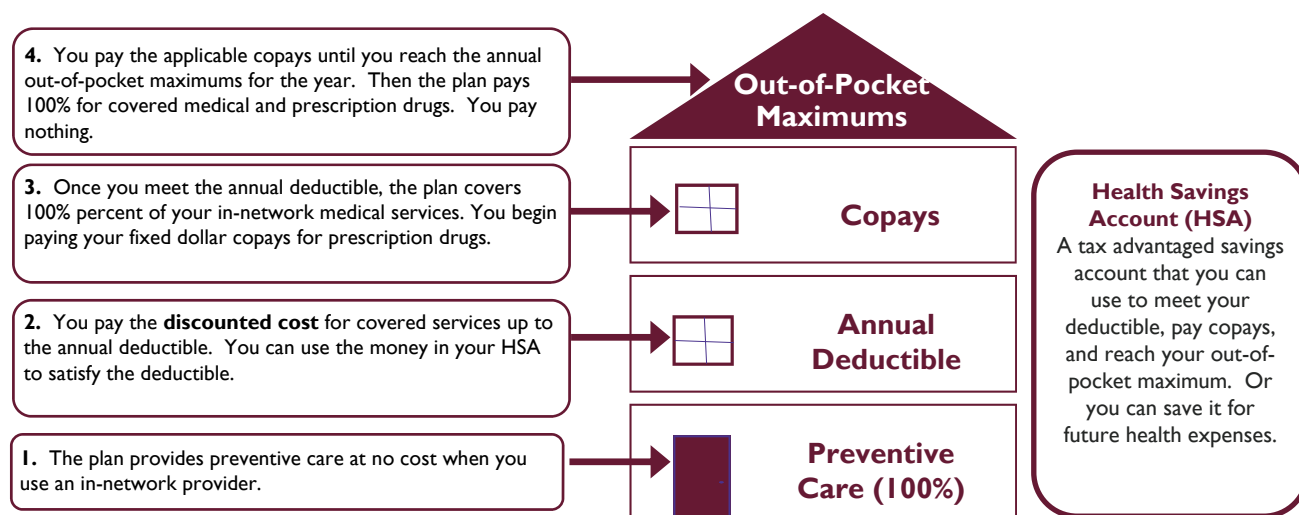 4. You pay the applicable copays until you reach the annual
out-of-pocket maximums for the year. Then the plan pays
100% for covered medical and prescription drugs. You pay
nothing.
Out-of-Pocket
Maximums
3. Once you meet the annual deductible, the plan covers
100% percent of your in-network medical services. You begin
paying your fixed dollar copays for prescription drugs.
Copays
2. You pay the discounted cost for covered services up to
the annual deductible. You can use the money in your HSA
to satisfy the deductible.
Annual
Deductible
1. The plan provides preventive care at no cost when you
use an in-network provider.
Preventive
Care (100%)
Health Savings
Account (HSA)
A tax advantaged savings
account that you can
use to meet your
deductible, pay copays,
and reach your out-of-
pocket maximum. Or
you can save it for
future health expenses.